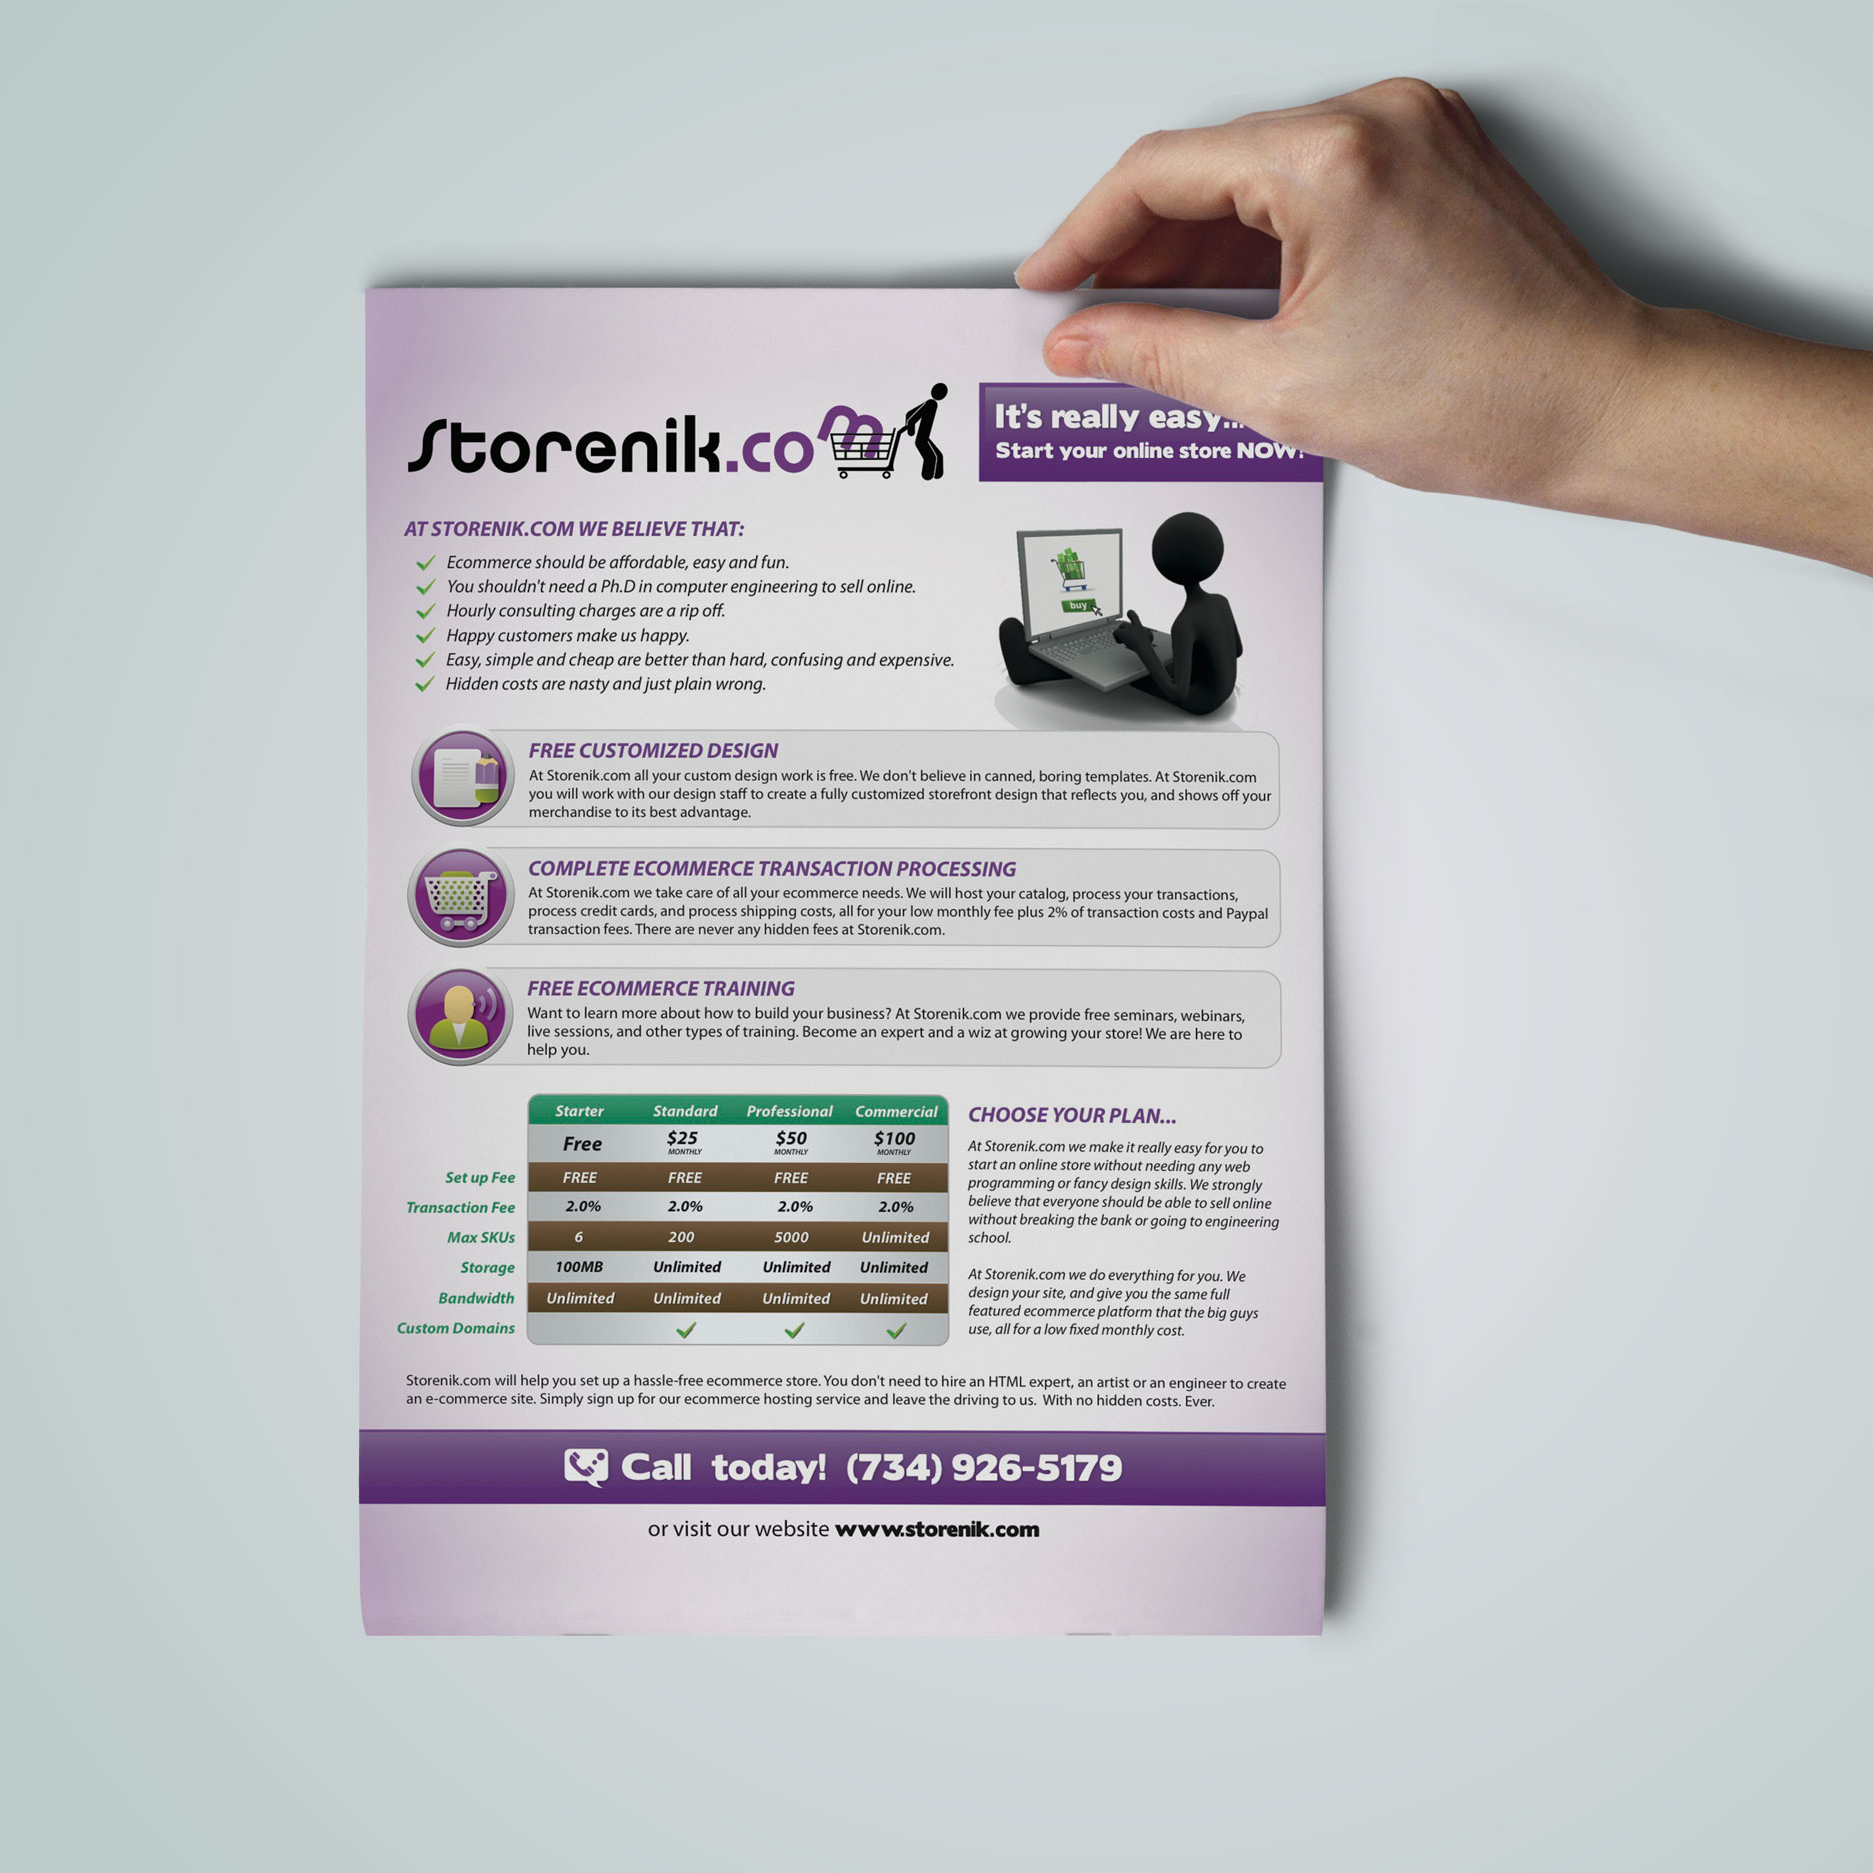 Storenik.com
It's really easy...
Start your online store NOW!
AT STORENIK.COM WE BELIEVE THAT:
Ecommerce should be affordable, easy and fun.
You shouldn't need a Ph.D in computer engineering to sell online.
Hourly consulting charges are a rip off.
Happy customers make us happy.
Easy, simple and cheap are better than hard, confusing and expensive.
Hidden costs are nasty and just plain wrong.
buy
FREE CUSTOMIZED DESIGN
At Storenik.com all your custom design work is free. We don't believe in canned, boring templates. At Storenik.com
you will work with our design staff to create a fully customized storefront design that reflects you, and shows off your
merchandise to its best advantage.
COMPLETE ECOMMERCE TRANSACTION PROCESSING
At Storenik.com we take care of all your ecommerce needs. We will host your catalog, process your transactions,
process credit cards, and process shipping costs, all for your low monthly fee plus 2% of transaction costs and Paypal
transaction fees. There are never any hidden fees at Storenik.com.
FREE ECOMMERCE TRAINING
Want to learn more about how to build your business? At Storenik.com we provide free seminars, webinars,
live sessions, and other types of training. Become an expert and a wiz at growing your store! We are here to
help you.
Starter Standard Professional Commercial
Free $25 $50 $100
MONTHLY MONTHLY MONTHLY
Set up Fee FREE FREE FREE FREE
Transaction Fee 2.0% 2.0% 2.0% 2.0%
Max SKUs 6 200 5000 Unlimited
Storage 100MB Unlimited Unlimited Unlimited
Bandwidth Unlimited Unlimited Unlimited Unlimited
Custom Domains
CHOOSE YOUR PLAN...
At Storenik.com we make it really easy for you to
start an online store without needing any web
programming or fancy design skills. We strongly
believe that everyone should be able to sell online
without breaking the bank or going to engineering
school.
At Storenik.com we do everything for you. We
design your site, and give you the same full
featured ecommerce platform that the big guys
use, all for a low fixed monthly cost.
Storenik.com will help you set up a hassle-free ecommerce store. You don't need to hire an HTML expert, an artist or an engineer to create
an e-commerce site. Simply sign up for our ecommerce hosting service and leave the driving to us. With no hidden costs. Ever.
Call today! (734) 926-5179
or visit our website www.storenik.com